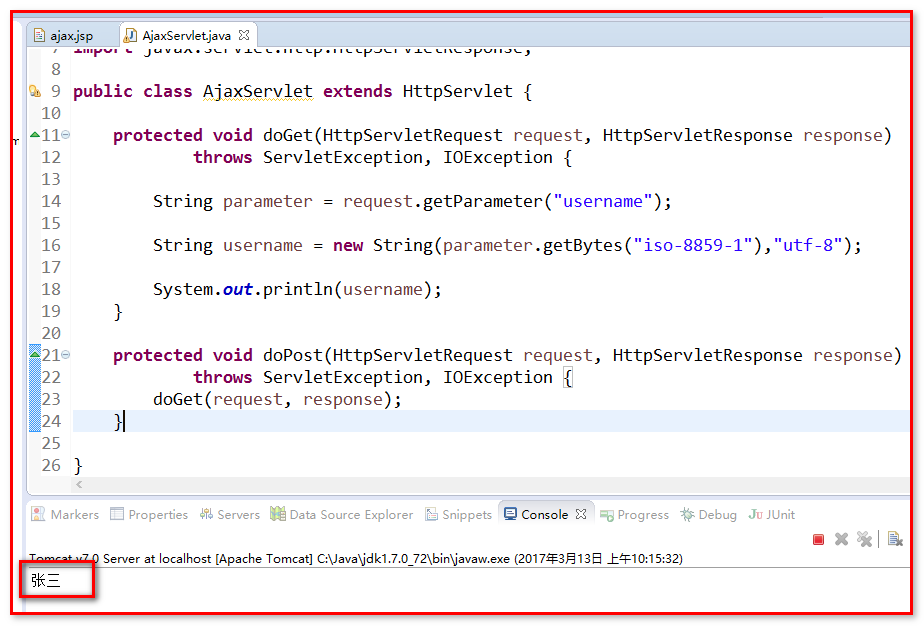 ajax.jsp AjaxServlet.java
7 import javax.servlet.http.HttpServletResponse;
8
9 public class AjaxServlet extends HttpServlet {
10
11 protected void doGet(HttpServletRequest request, HttpServletResponse response)
12 throws ServletException, IOException {
13
14 String parameter = request.getParameter("username");
15
16 String username = new String(parameter.getBytes("iso-8859-1"),"utf-8");
17
18 System.out.println(username);
19 }
20
21 protected void doPost(HttpServletRequest request, HttpServletResponse response)
22 throws ServletException, IOException {
23 doGet(request, response);
24 }
25
26 }
Markers Properties Servers Data Source Explorer Snippets Console Progress Debug JUnit
Tomcat v7.0 Server at localhost [Apache Tomcat] C:\Java\jdk1.7.0_72\bin\javaw.exe (2017年3月13日 上午10:15:32)
张三